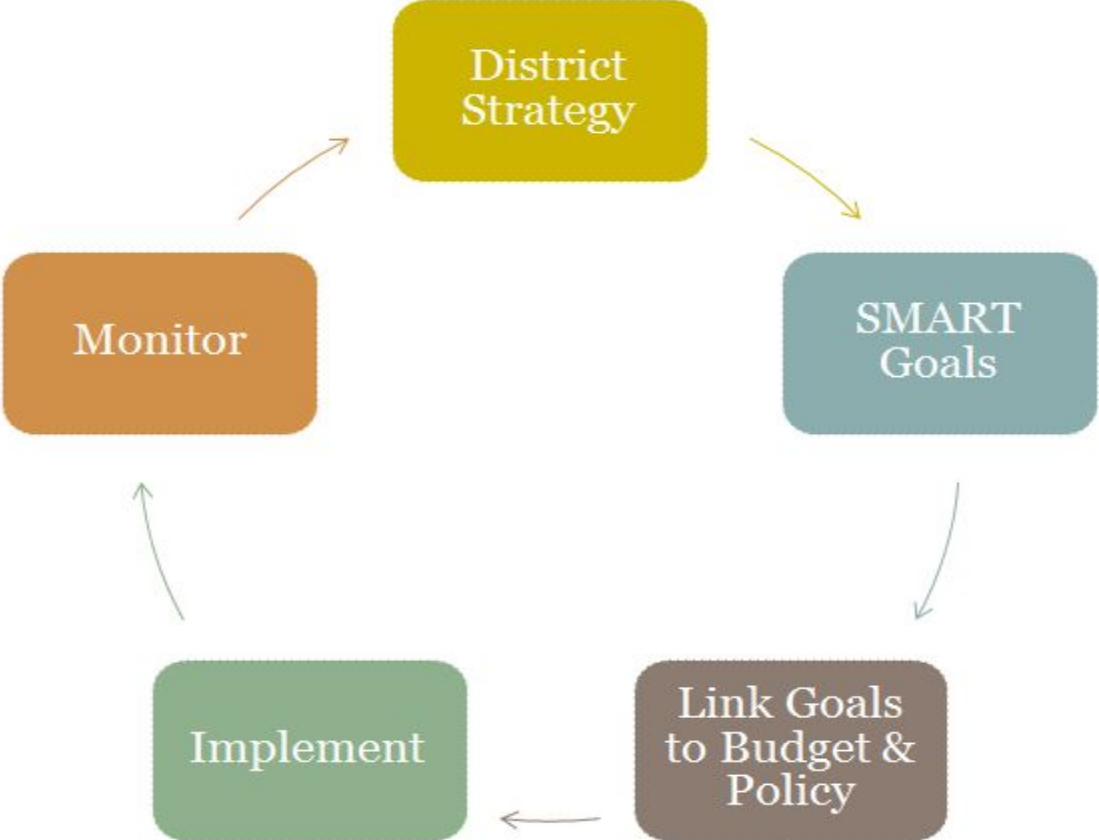 District
Strategy
SMART
Goals
Link Goals
to Budget &
Policy
Implement
Monitor